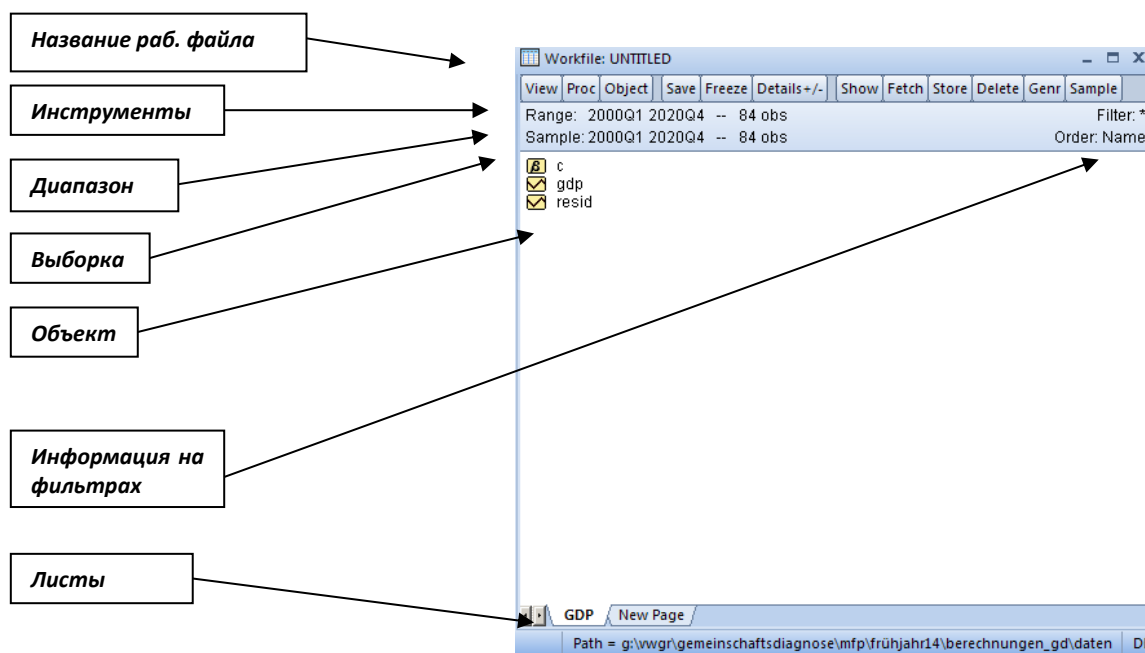 Название раб. файла
Инструменты
Диапазон
Выборка
Объект
Информация на
фильтрах
Листы
Workfile: UNTITLED
View Proc Object Save Freeze Details+/- Show Fetch Store Delete Genr Sample
Range: 2000Q1 2020Q4 -- 84 obs Filter: *
Sample: 2000Q1 2020Q4 -- 84 obs Order: Name
β c
gdp
resid
GDP New Page
Path = g:\vwgr\gemeinschaftsdiagnose\mfp\frühjahr14\berechnungen_gd\daten